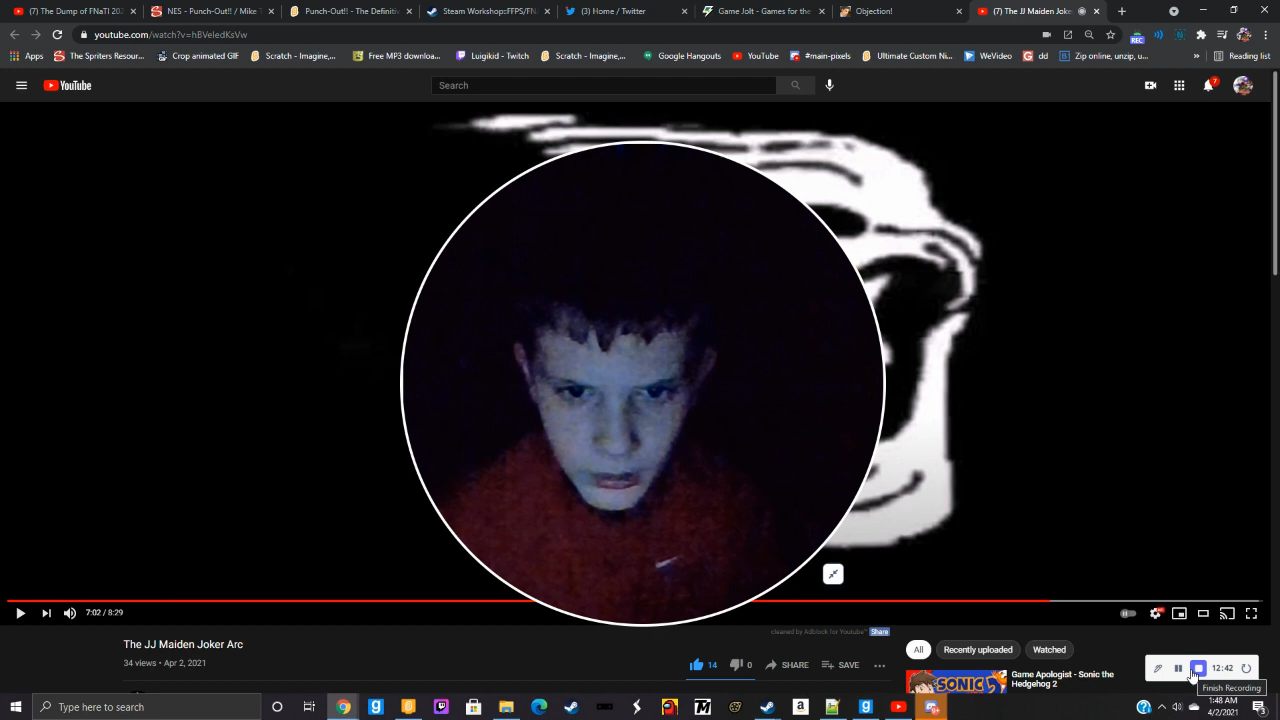 (7) The Dump of FNaTI 202
NES - Punch-Out!! / Mike T
Punch-Out!! - The Definitiv
Steam Workshop::FFPS/FNA
(3) Home / Twitter
Game Jolt - Games for the
Objection!
(7) The JJ Maiden Joke
youtube.com/watch?v=hBVeledKsVw
REC
Apps
The Sprites Resour...
Crop animated GIF
Scratch - Imagine,...
Free MP3 downloa...
Luigikid - Twitch
Scratch - Imagine,...
Google Hangouts
YouTube
#main-pixels
Ultimate Custom Ni...
WeVideo
dd
Zip online, unzip, u...
Reading list
YouTube
Search
7
7:02 / 8:29
cleaned by Adblock for Youtube™
Share
The JJ Maiden Joker Arc
34 views • Apr 2, 2021
14
0
SHARE
SAVE
All
Recently uploaded
Watched
SONIC
Game Apologist - Sonic the
Hedgehog 2
12:42
Finish Recording
Type here to search
1:48 AM
4/2/2021